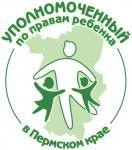 УПОЛНОМОЧЕННЫЙ
ПО ПРАВАМ РЕБЕНКА
в Пермском крае